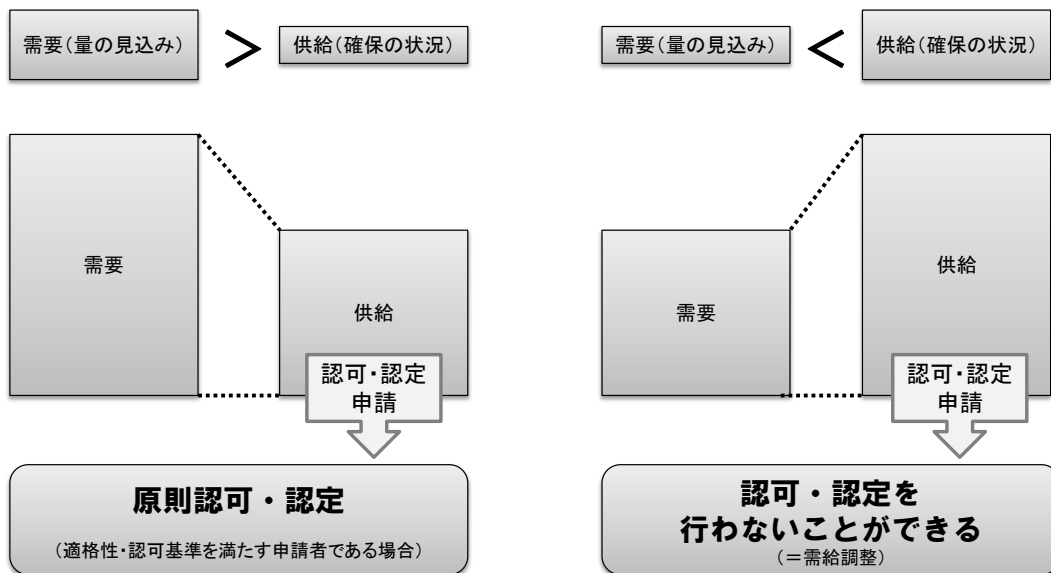 需要(量の見込み)
>
供給(確保の状況)
需要
供給
認可・認定
申請
原則認可・認定
(適格性・認可基準を満たす申請者である場合)
需要(量の見込み)
<
供給(確保の状況)
需要
供給
認可・認定
申請
認可・認定を
行わないことができる
(=需給調整)